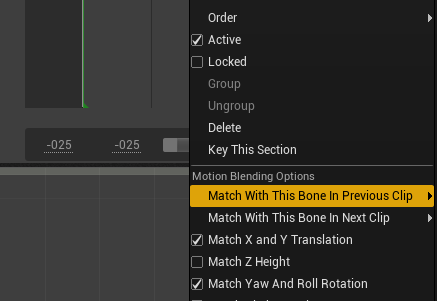 Order
Active
Locked
Group
Ungroup
Delete
Key This Section
-025
-025
Motion Blending Options
Match With This Bone In Previous Clip
Match With This Bone In Next Clip
Match X and Y Translation
Match Z Height
Match Yaw And Roll Rotation